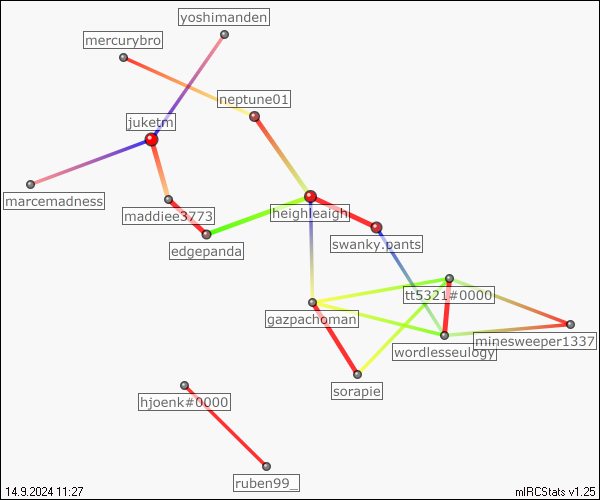 yoshimanden
mercurybro
neptune01
juketm
marcemadness
maddiee3773
heighleaigh
edgepanda
swanky.pants
tt5321#0000
gazpachoman
minesweeper1337
wordlesseulogy
sorapie
hjoenk#0000
ruben99_
14.9.2024 11:27
mIRCStats v1.25